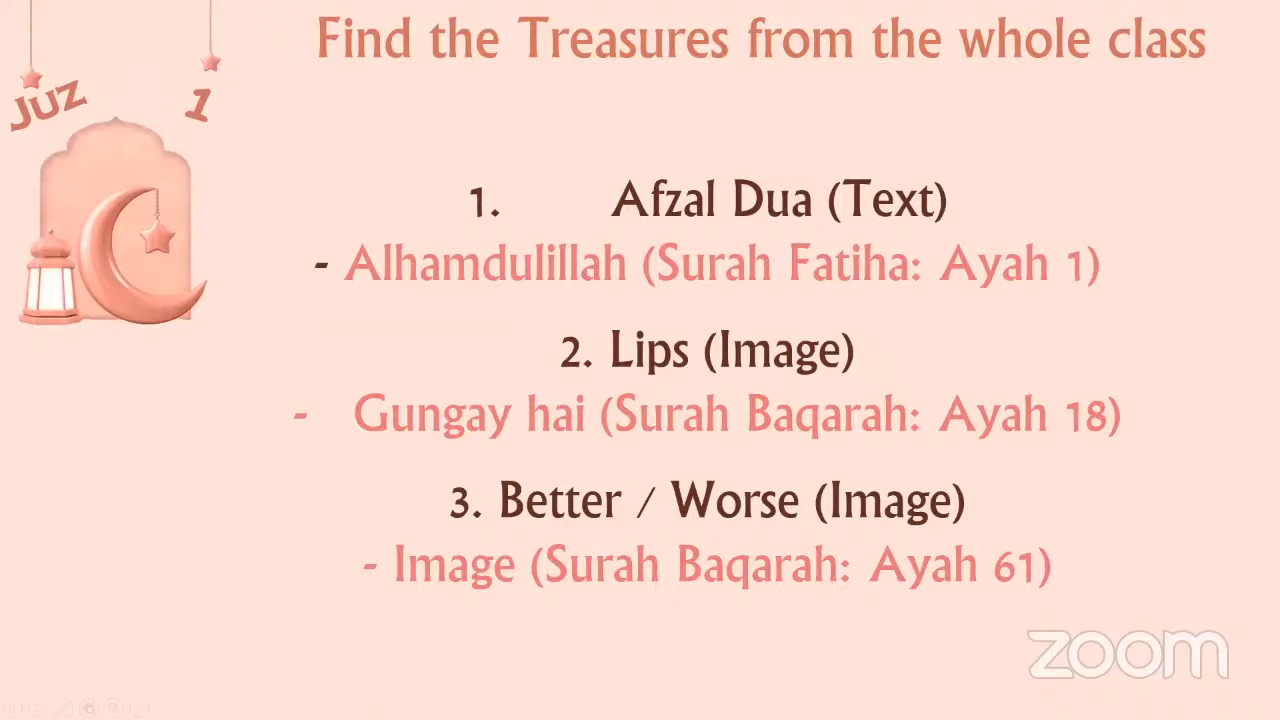 Find the Treasures from the whole class
Juz 1
1. Afzal Dua (Text)
- Alhamdulillah (Surah Fatiha: Ayah 1)
2. Lips (Image)
- Gungay hai (Surah Baqarah: Ayah 18)
3. Better / Worse (Image)
- Image (Surah Baqarah: Ayah 61)
zoom